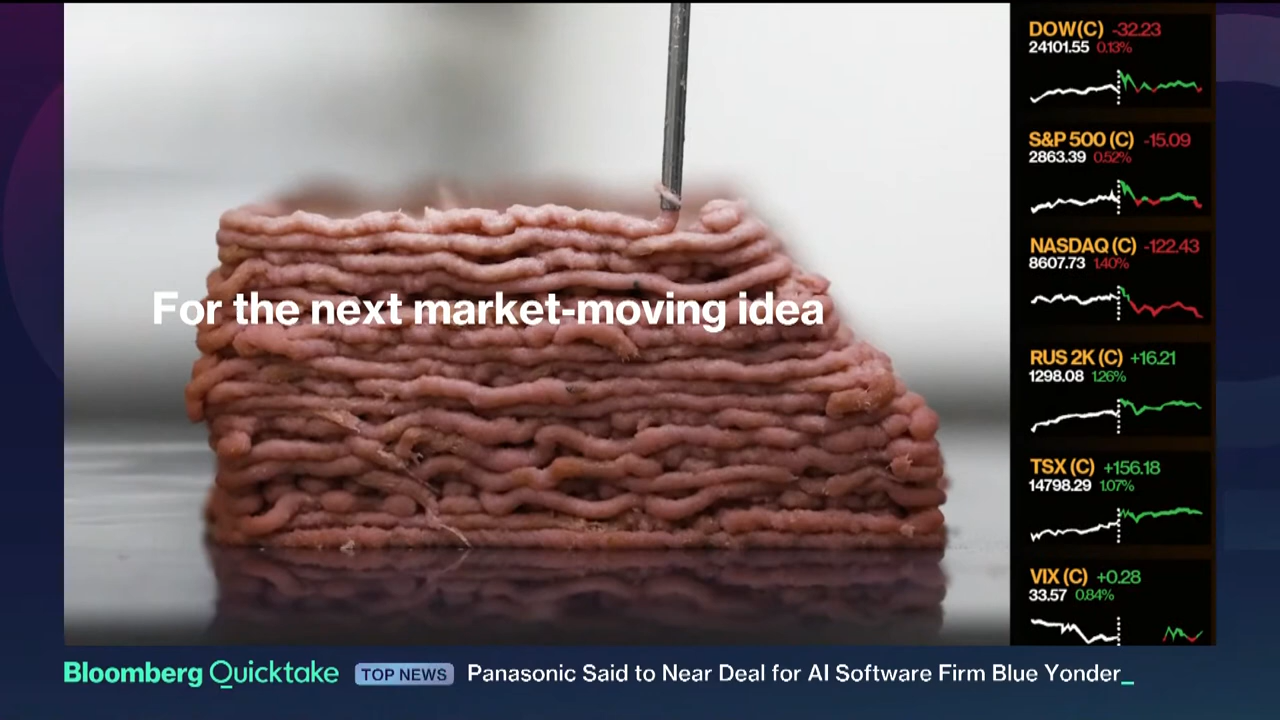 For the next market-moving idea
DOW(C) -32.23
24101.55 0.13%
S&P 500 (C) -15.09
2863.39 0.52%
NASDAQ (C) -122.43
8607.73 1.40%
RUS 2K (C) +16.21
1298.08 1.26%
TSX (C) +156.18
14798.29 1.07%
VIX (C) +0.28
33.57 0.84%
Bloomberg Quicktake TOP NEWS Panasonic Said to Near Deal for AI Software Firm Blue Yonder_